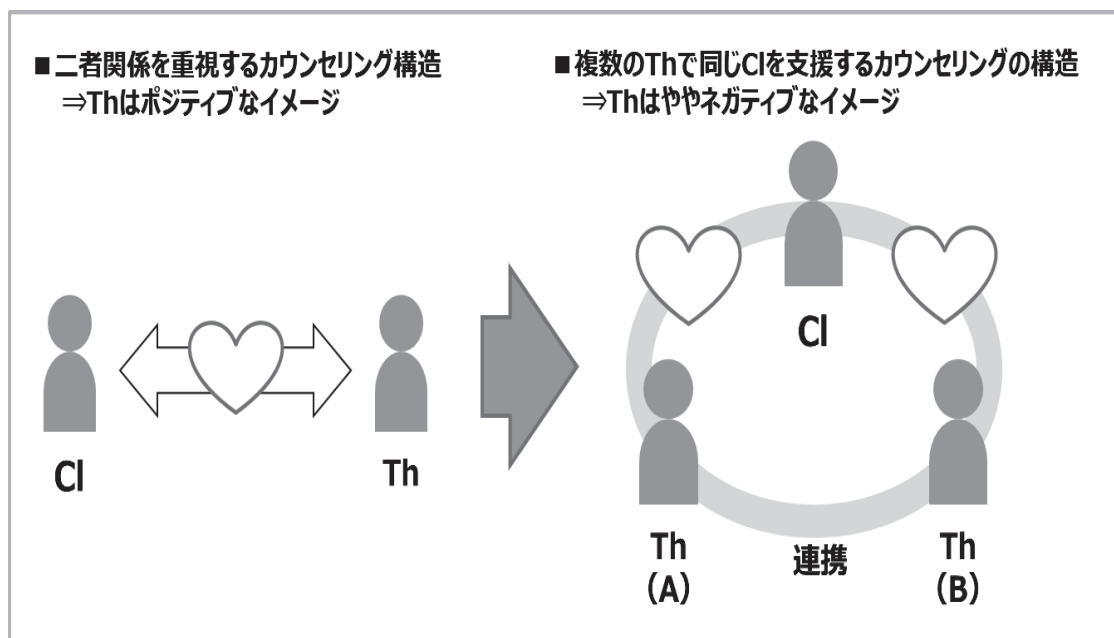 ■二者関係を重視するカウンセリング構造
⇒Thはポジティブなイメージ
■複数のThで同じClを支援するカウンセリングの構造
⇒Thはややネガティブなイメージ
Cl
Th
Cl
Th
(A)
連携
Th
(B)